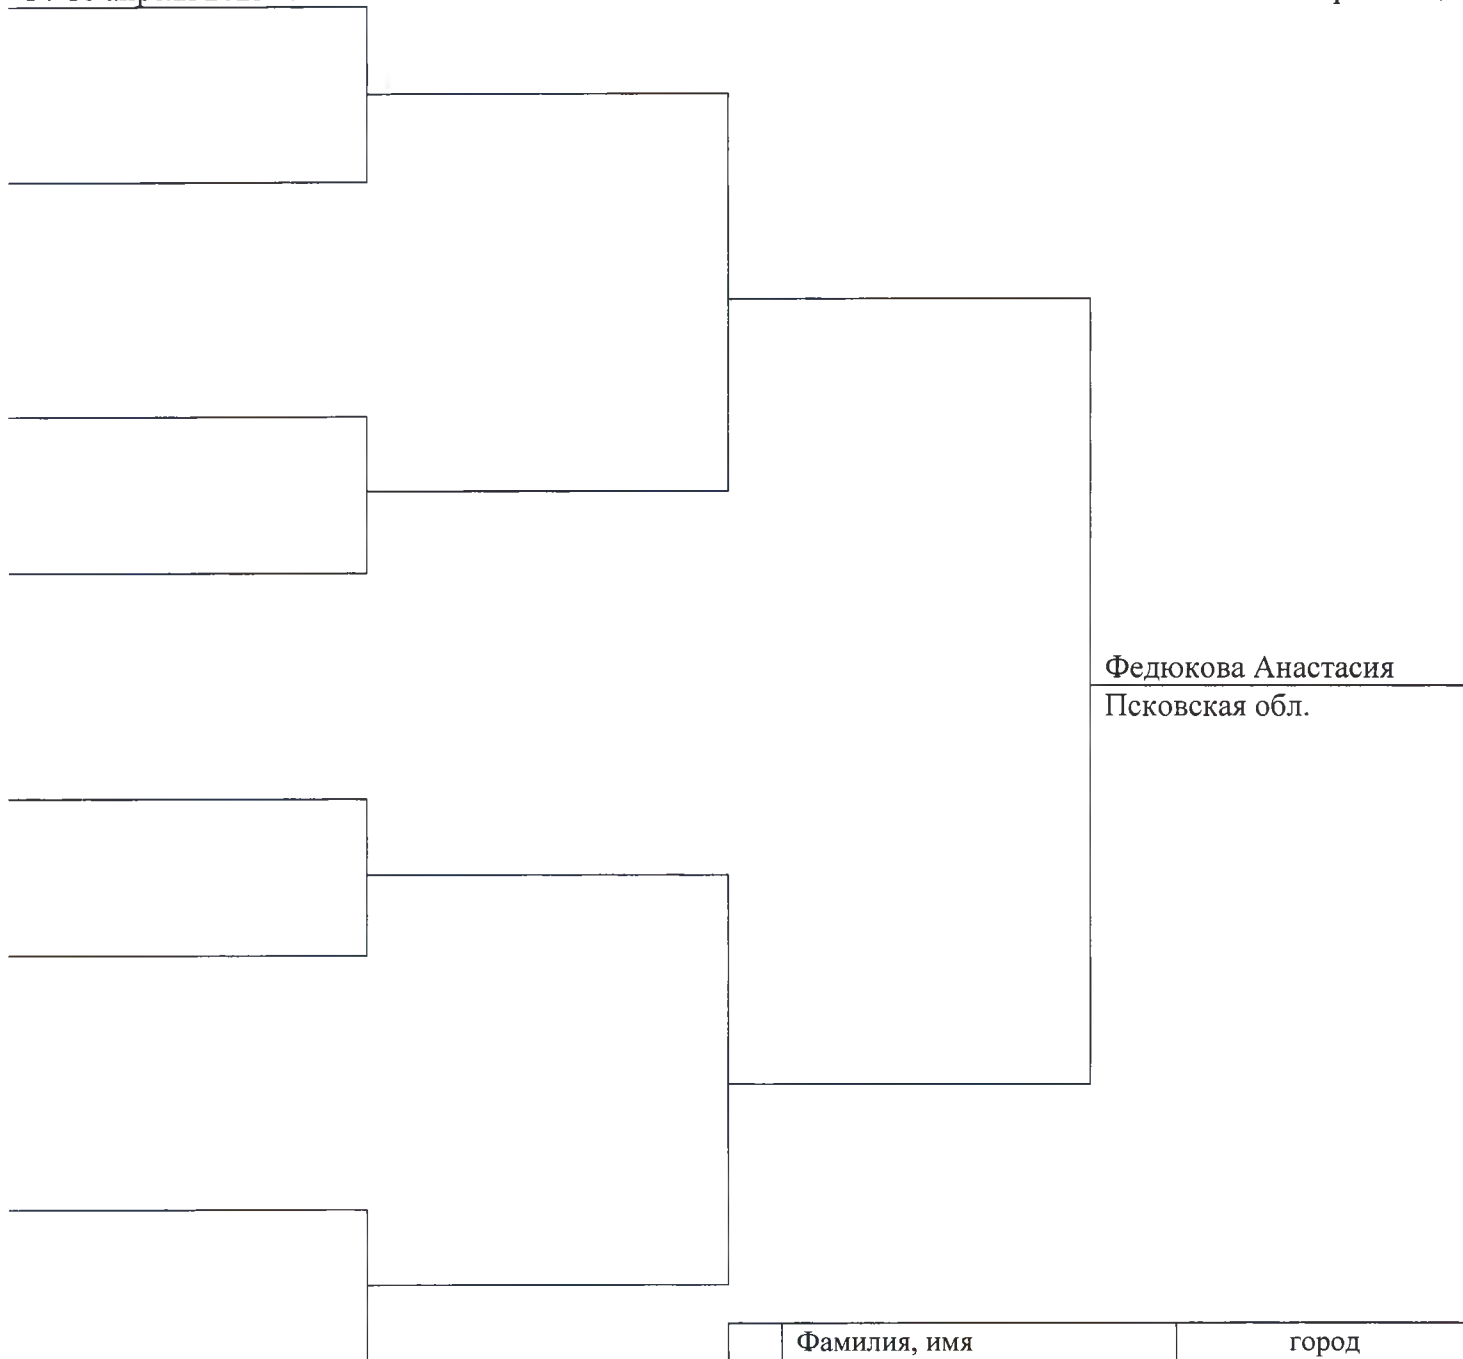 Федюкова Анастасия
Псковская обл.
Фамилия, имя город